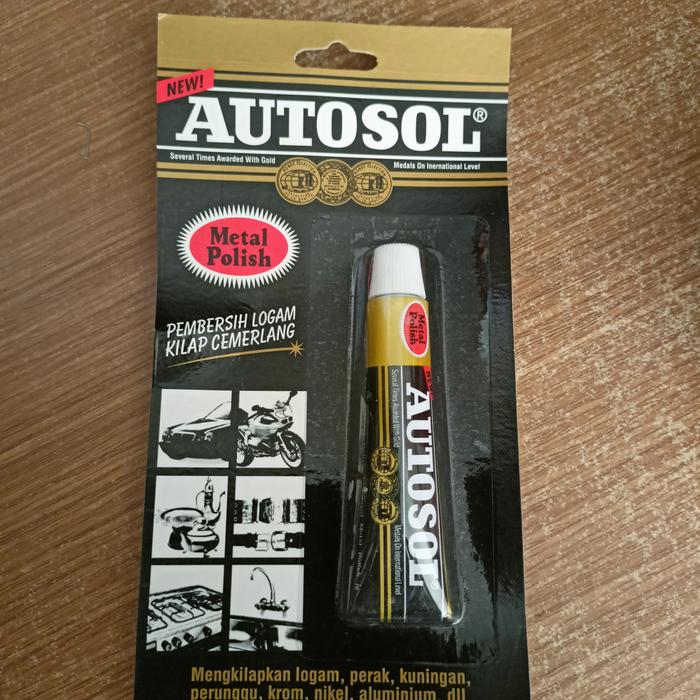 NEW!
AUTOSOL®
Several Times Awarded With Gold
Medals On Inernational Level
Metal
Polish
PEMBERSIH LOGAM
KILAP CEMERLANG
Metal
Polish
Several Times Awarded With Gold
AUTOSOL
Medals On International Level
Mengkilapkan logam, perak, kuningan,
perunggu, krom, nikel, aluminium, dll